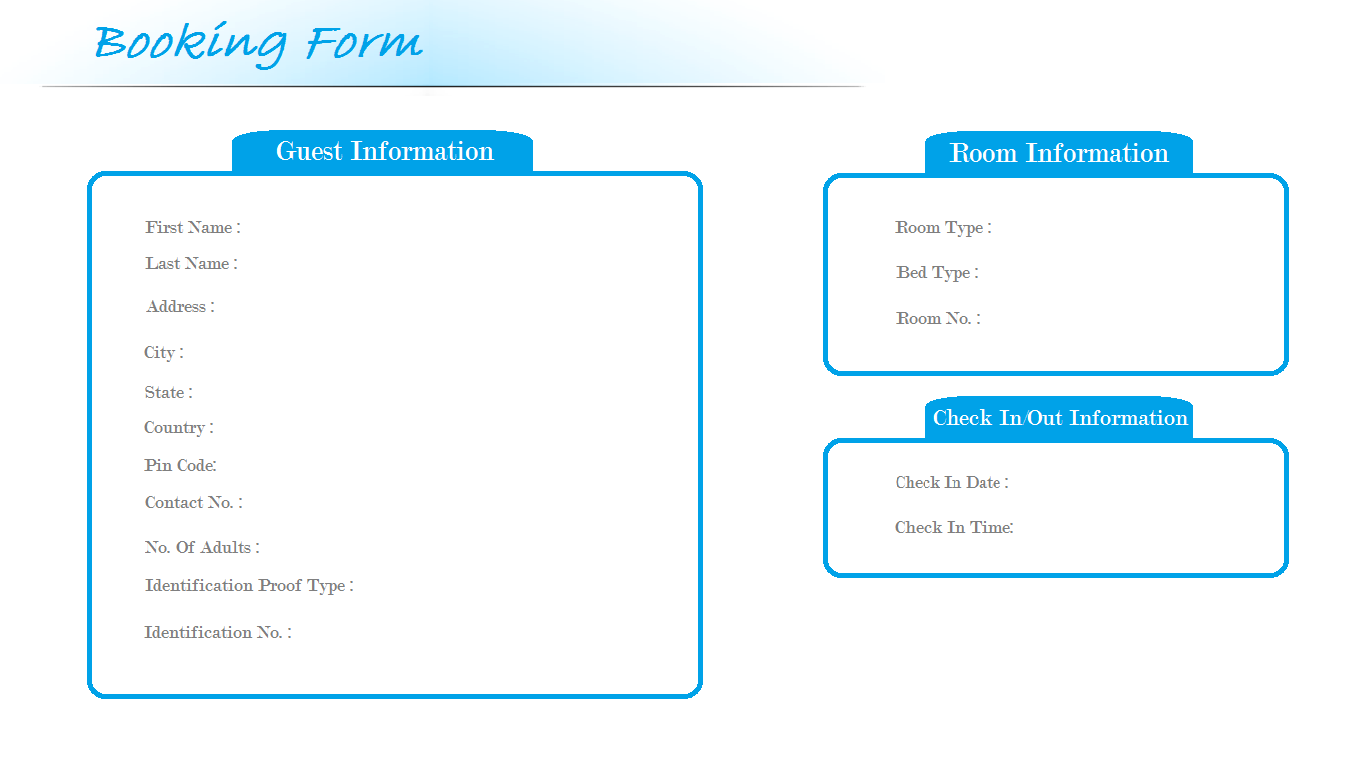 Booking Form
Guest Information
First Name :
Last Name :
Address :
City :
State :
Country :
Pin Code:
Contact No. :
No. Of Adults :
Identification Proof Type :
Identification No. :
Room Information
Room Type :
Bed Type :
Room No. :
Check In/Out Information
Check In Date :
Check In Time: